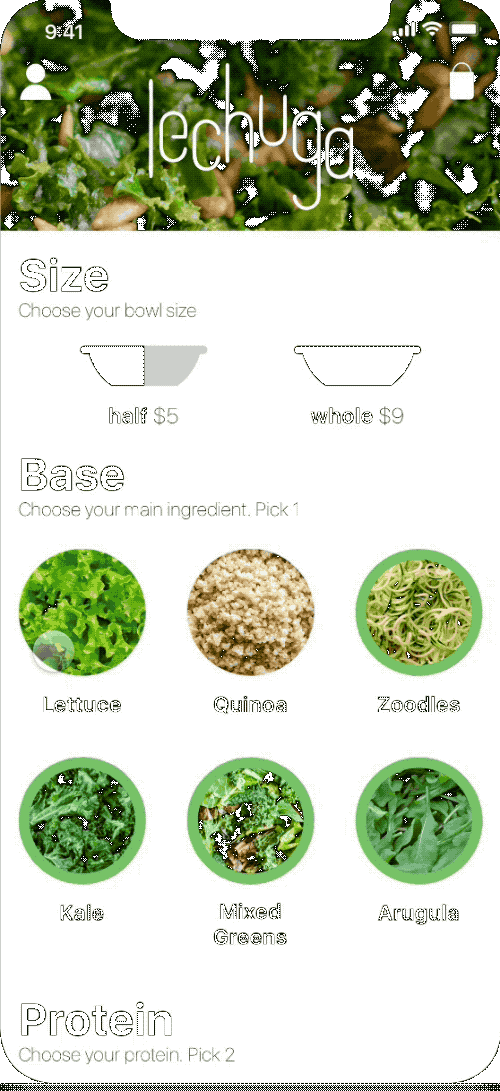 9:41
lechuga
Size
Choose your bowl size
half $5
whole $9
Base
Choose your main ingredient. Pick 1
Lettuce
Quinoa
Zoodles
Kale
Mixed
Greens
Arugula
Protein
Choose your protein. Pick 2